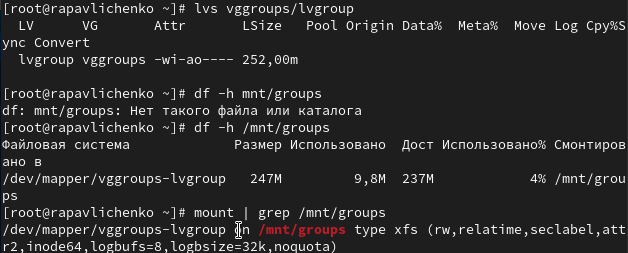 [root@rapavlichenko ~]# lvs vggroups/lvgroup
  LV      VG       Attr       LSize   Pool Origin Data%  Meta%  Move Log Cpy%S
ync Convert
  lvgroup vggroups -wi-ao---- 252,00m
[root@rapavlichenko ~]# df -h mnt/groups
df: mnt/groups: Нет такого файла или каталога
[root@rapavlichenko ~]# df -h /mnt/groups
Файловая система             Размер Использовано  Дост Использовано% Смонтиров
ано в
/dev/mapper/vggroups-lvgroup   247M         9,8M  237M            4% /mnt/grou
ps
[root@rapavlichenko ~]# mount | grep /mnt/groups
/dev/mapper/vggroups-lvgroup on /mnt/groups type xfs (rw,relatime,seclabel,att
r2,inode64,logbufs=8,logbsize=32k,noquota)